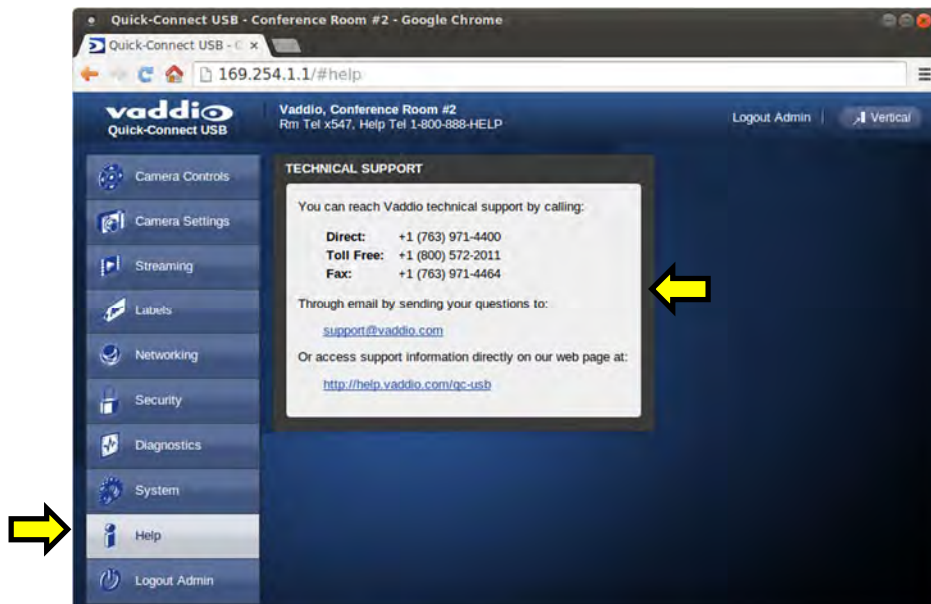 Quick-Connect USB - Conference Room #2 - Google Chrome
Quick-Connect USB - C
169.254.1.1/#help
vaddio
Quick-Connect USB
Vaddio, Conference Room #2
Rm Tel x547, Help Tel 1-800-888-HELP
Logout Admin
Vertical
Camera Controls
Camera Settings
Streaming
Labels
Networking
Security
Diagnostics
System
Help
Logout Admin
TECHNICAL SUPPORT
You can reach Vaddio technical support by calling:
Direct: +1 (763) 971-4400
Toll Free: +1 (800) 572-2011
Fax: +1 (763) 971-4464
Through email by sending your questions to:
support@vaddio.com
Or access support information directly on our web page at:
http://help.vaddio.com/qc-usb